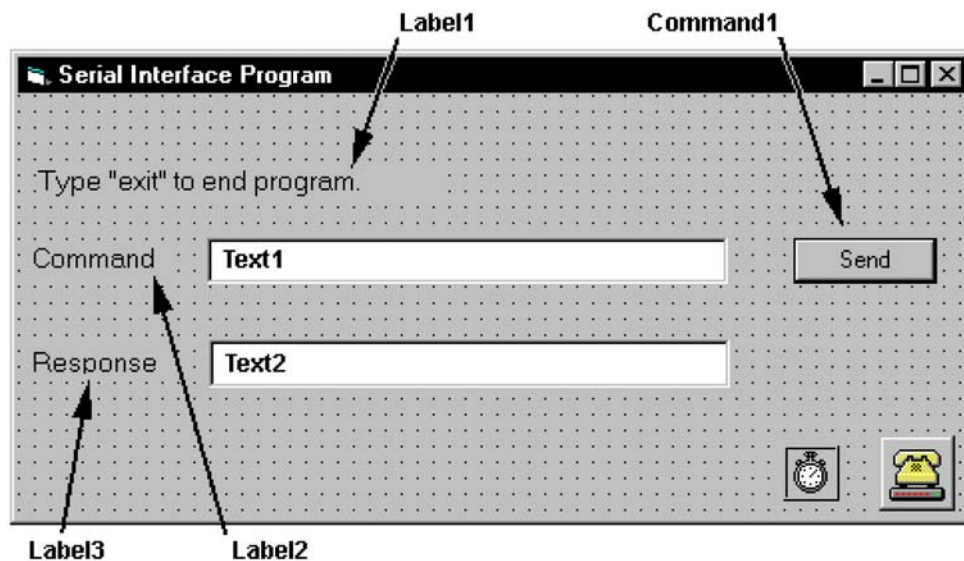 Label1
Command1
Serial Interface Program
Type "exit" to end program.
Command
Text1
Send
Response
Text2
Label3
Label2